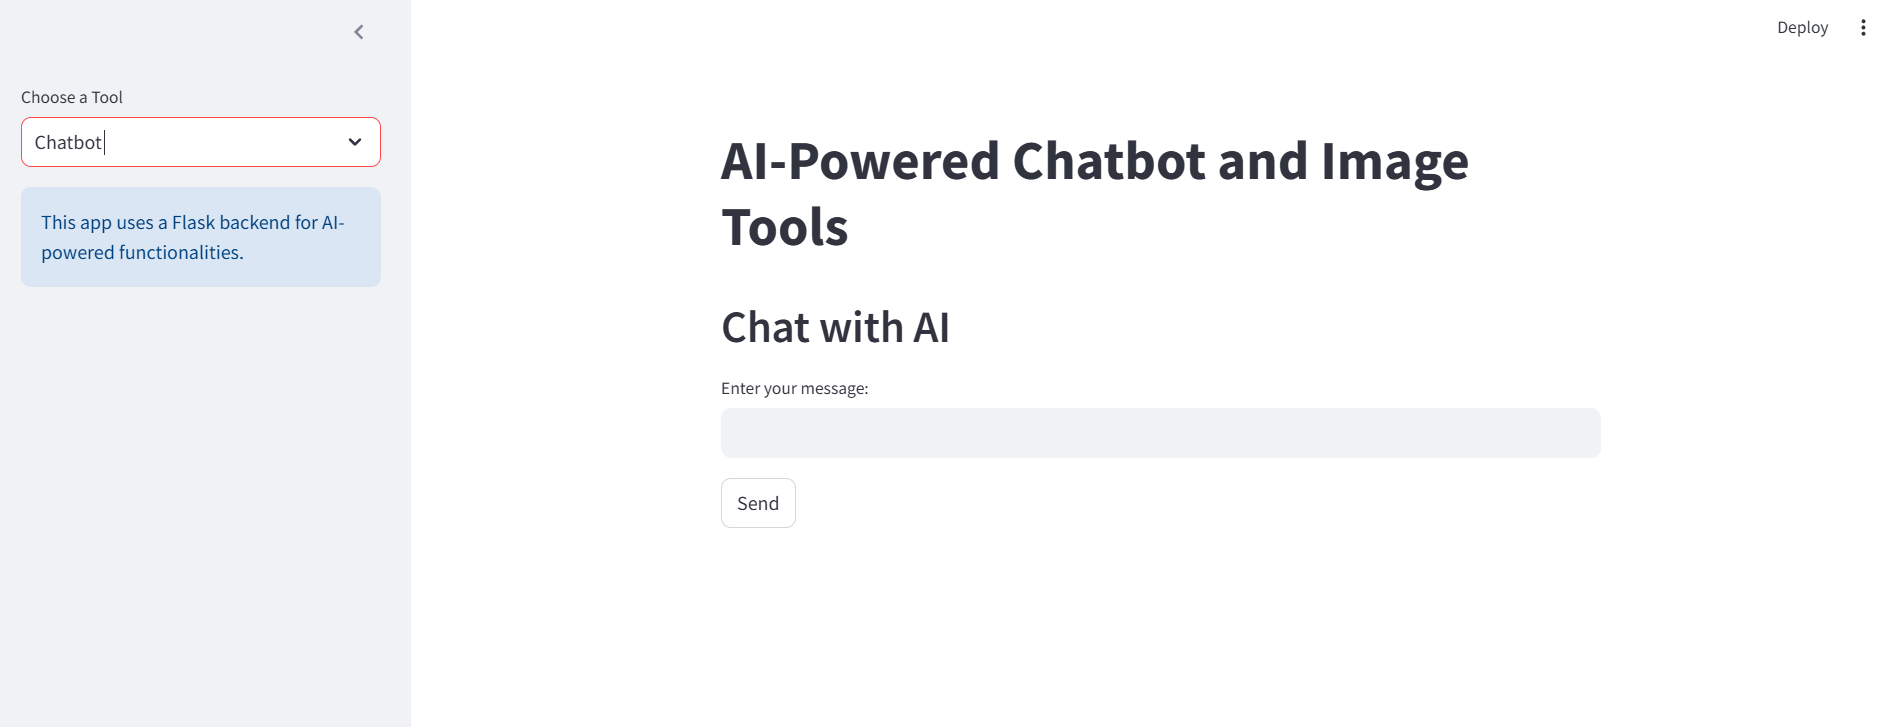 Choose a Tool
Chatbot
This app uses a Flask backend for AI-
powered functionalities.
Deploy
AI-Powered Chatbot and Image
Tools
Chat with AI
Enter your message:
Send